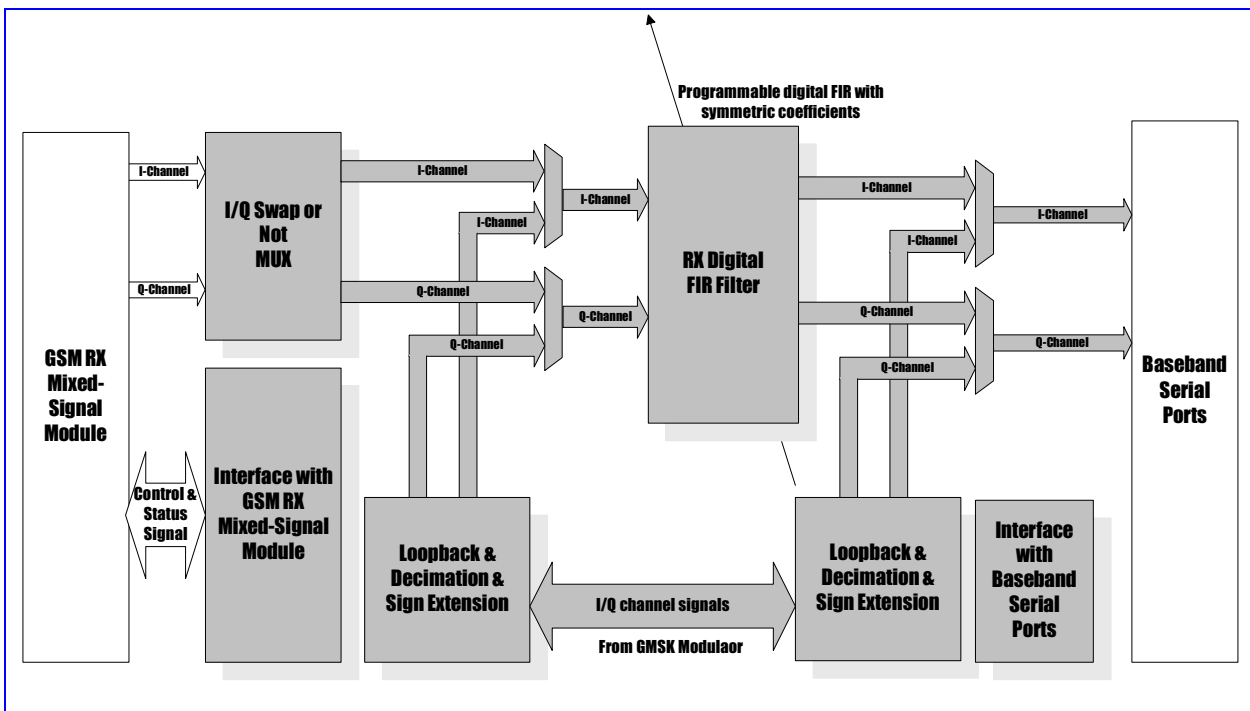 Programmable digital FIR with
symmetric coefficients
GSM RX
Mixed-
Signal
Module
I-Channel
Q-Channel
I/Q Swap or
Not
MUX
I-Channel
I-Channel
Q-Channel
Q-Channel
I-Channel
Q-Channel
RX Digital
FIR Filter
I-Channel
I-Channel
Q-Channel
Q-Channel
I-Channel
Q-Channel
Baseband
Serial
Ports
Control &
Status
Signal
Interface with
GSM RX
Mixed-Signal
Module
Loopback &
Decimation &
Sign Extension
I/Q channel signals
From GMSK Modulaor
Loopback &
Decimation &
Sign Extension
Interface
with
Baseband
Serial
Ports